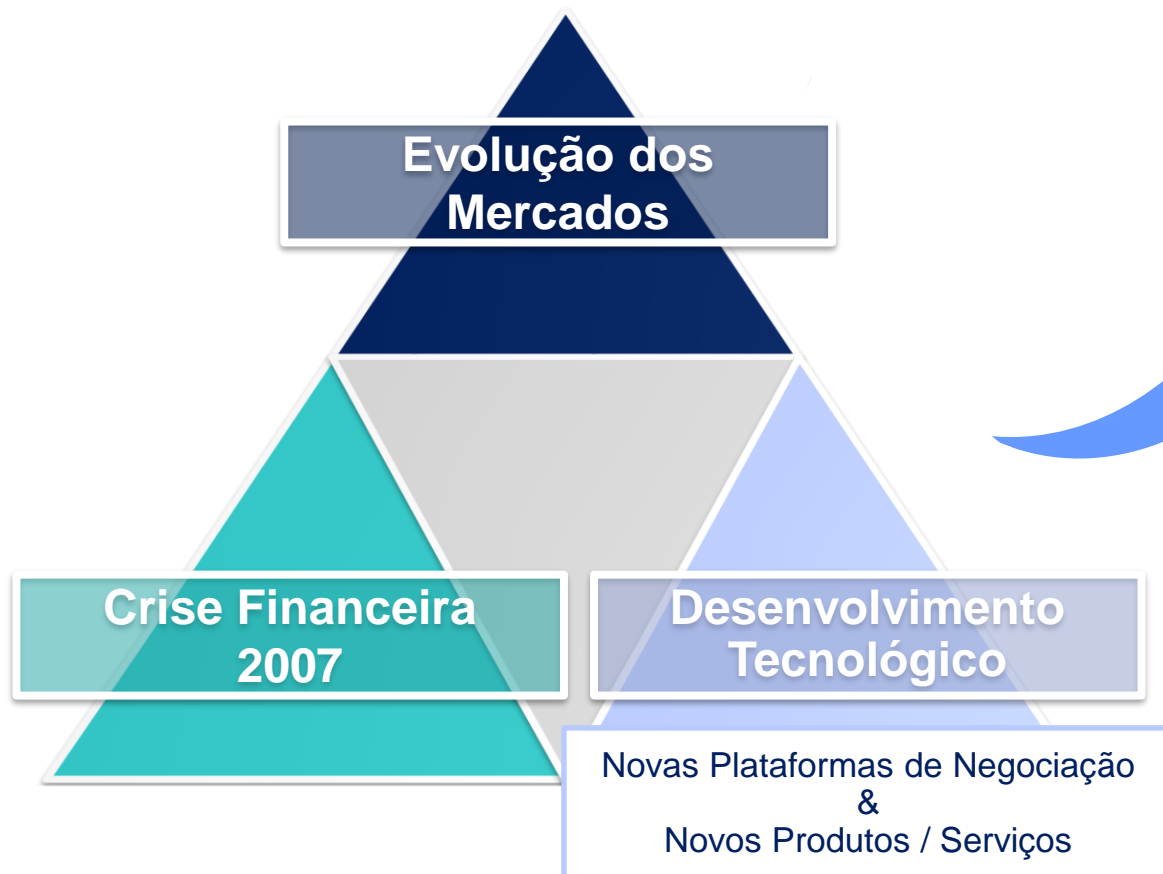 Evolução dos
Mercados
Crise Financeira
2007
Desenvolvimento
Tecnológico
Novas Plataformas de Negociação
&
Novos Produtos / Serviços